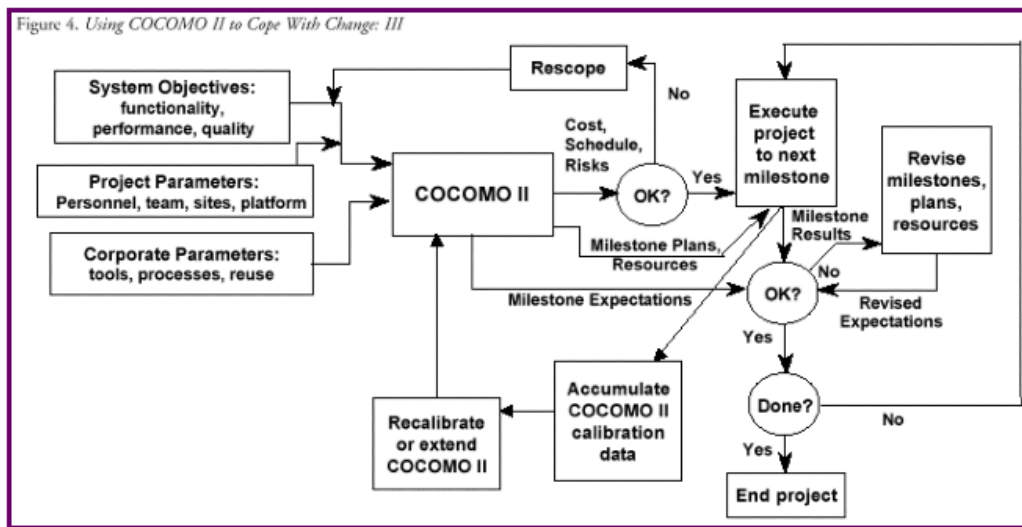 Figure 4. Using COCOMO II to Cope With Change: III
System Objectives:
functionality,
performance, quality
Project Parameters:
Personnel, team, sites, platform
Corporate Parameters:
tools, processes, reuse
Rescope
No
Cost,
Schedule,
Risks
COCOMO II
OK?
Yes
Execute
project
to next
milestone
Revise
milestones,
plans,
resources
Milestone Plans,
Resources
Milestone
Results
No
Milestone Expectations
OK?
Revised
Expectations
Yes
Recalibrate
or extend
COCOMO II
Accumulate
COCOMO II
calibration
data
Done?
No
Yes
End project